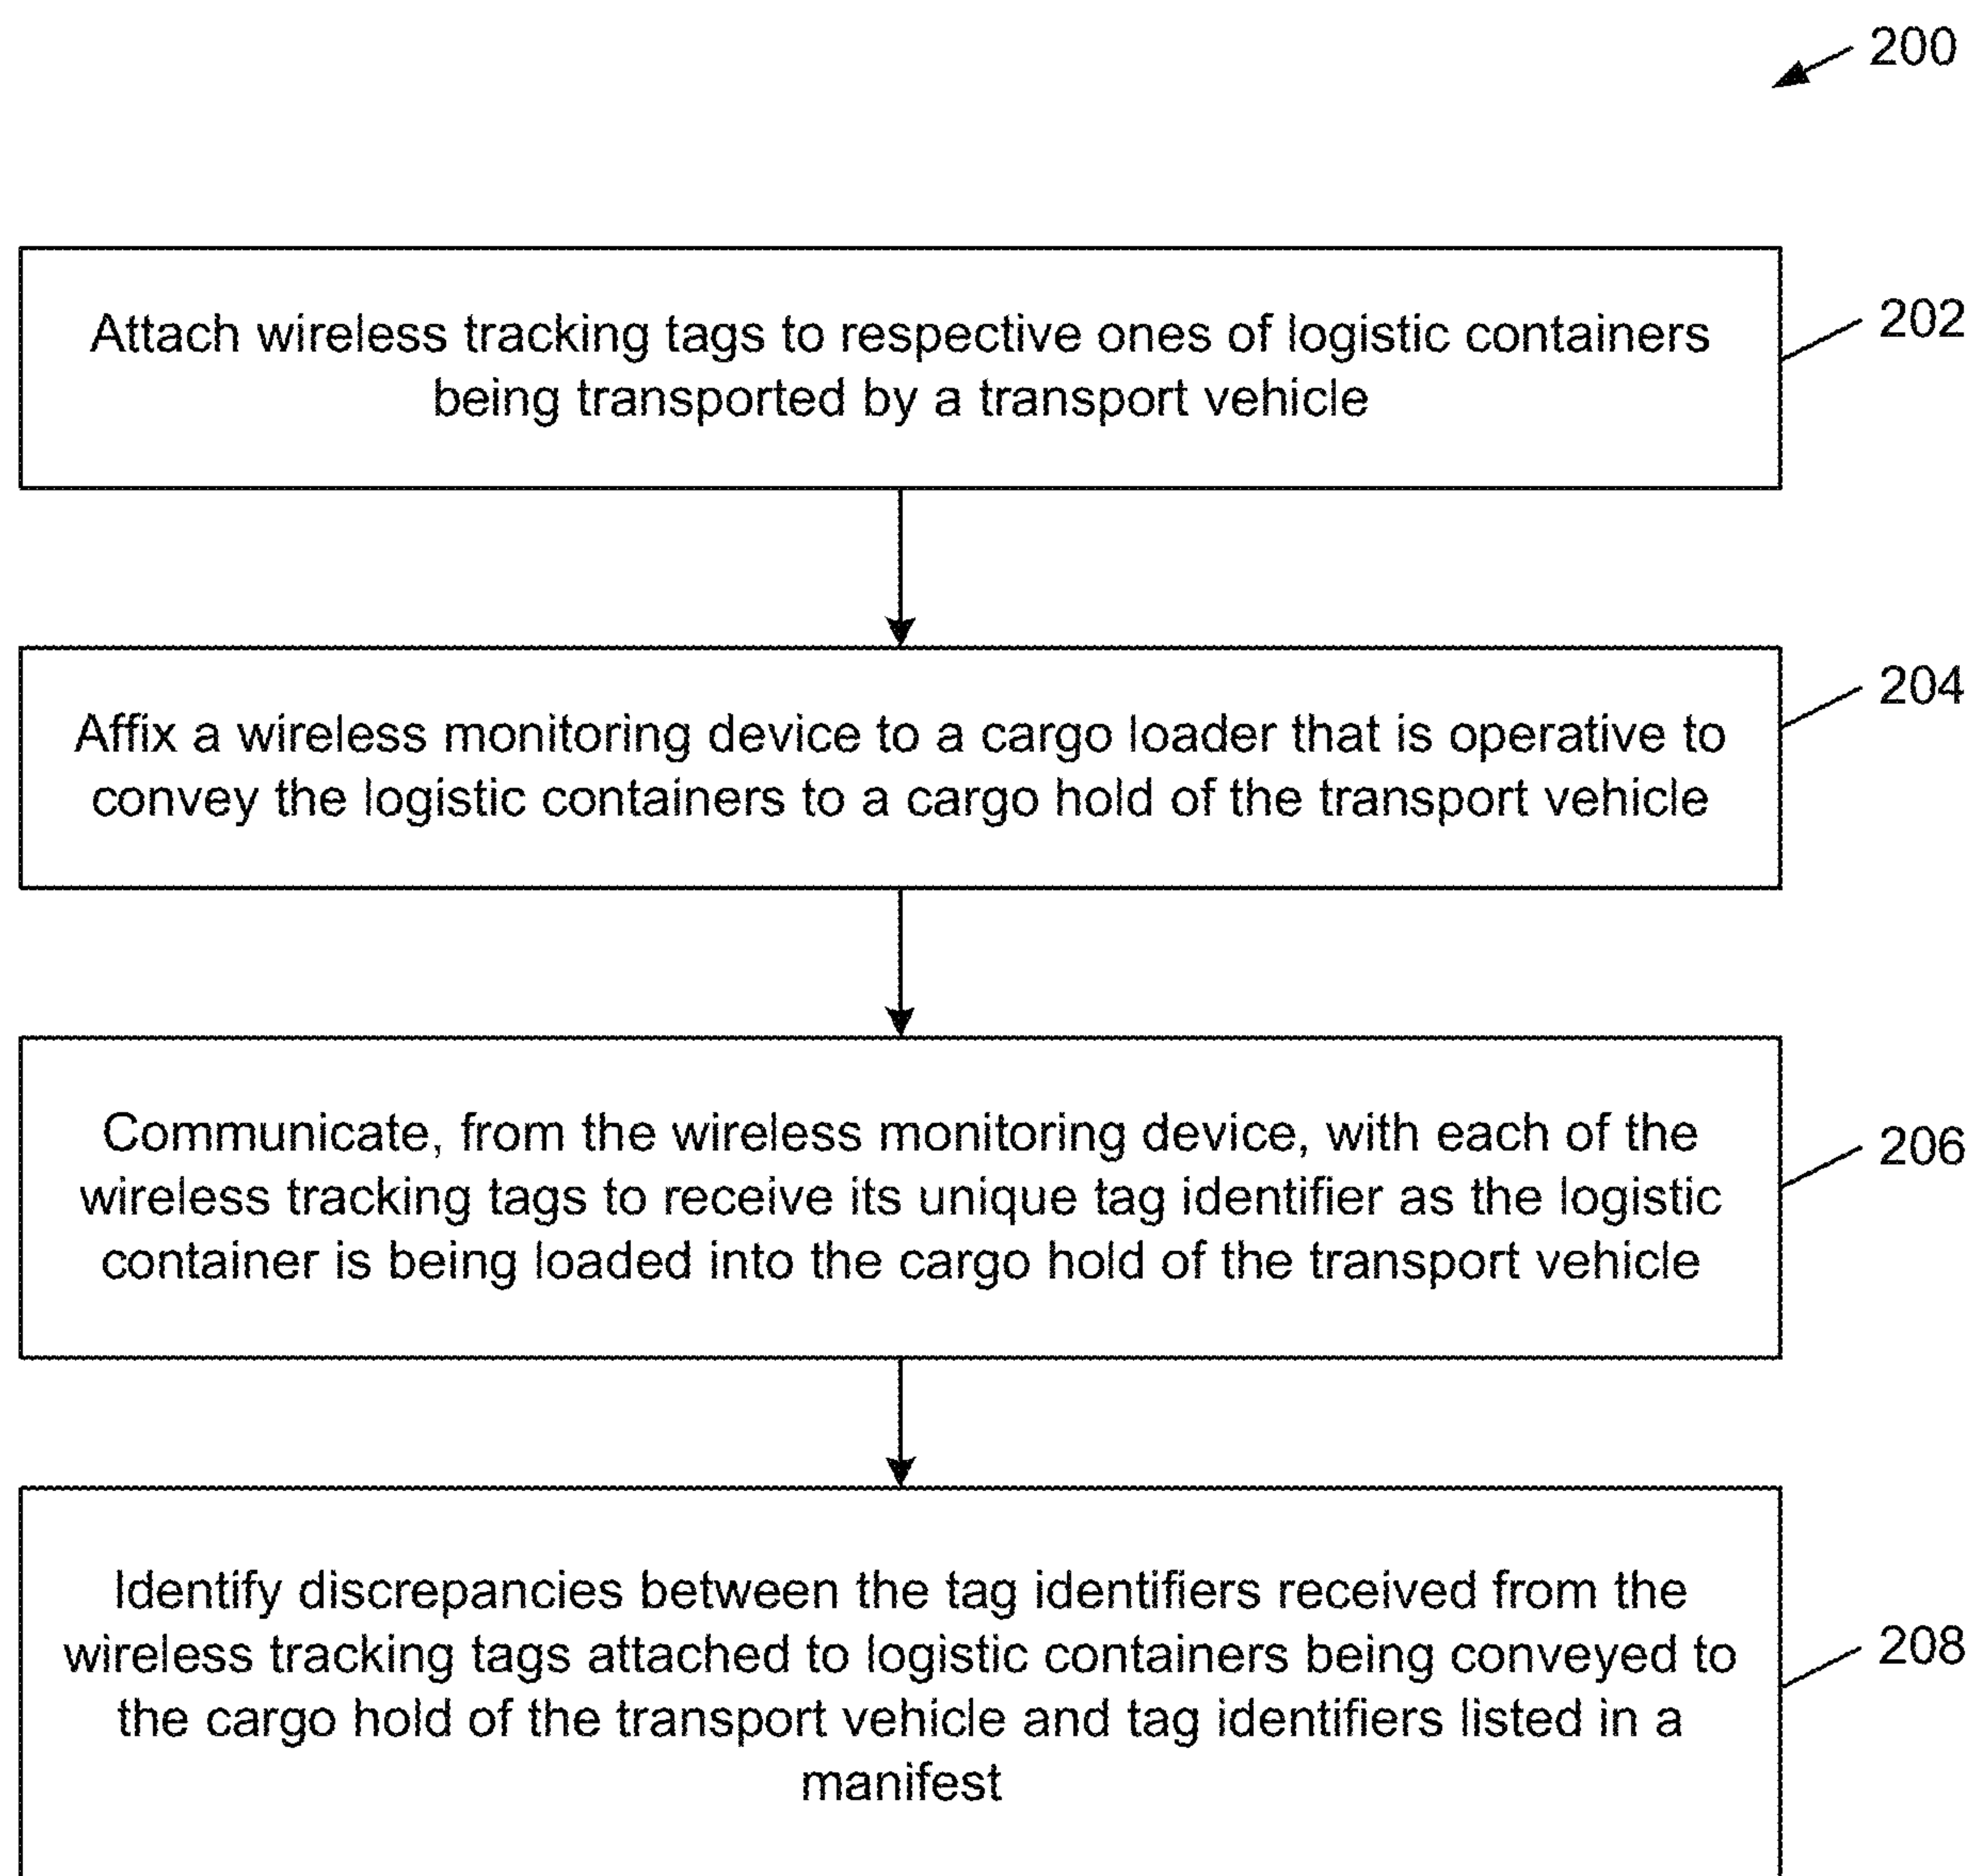 200
Attach wireless tracking tags to respective ones of logistic containers
being transported by a transport vehicle
202
Affix a wireless monitoring device to a cargo loader that is operative to
convey the logistic containers to a cargo hold of the transport vehicle
204
Communicate, from the wireless monitoring device, with each of the
wireless tracking tags to receive its unique tag identifier as the logistic
container is being loaded into the cargo hold of the transport vehicle
206
Identify discrepancies between the tag identifiers received from the
wireless tracking tags attached to logistic containers being conveyed to
the cargo hold of the transport vehicle and tag identifiers listed in a
manifest
208